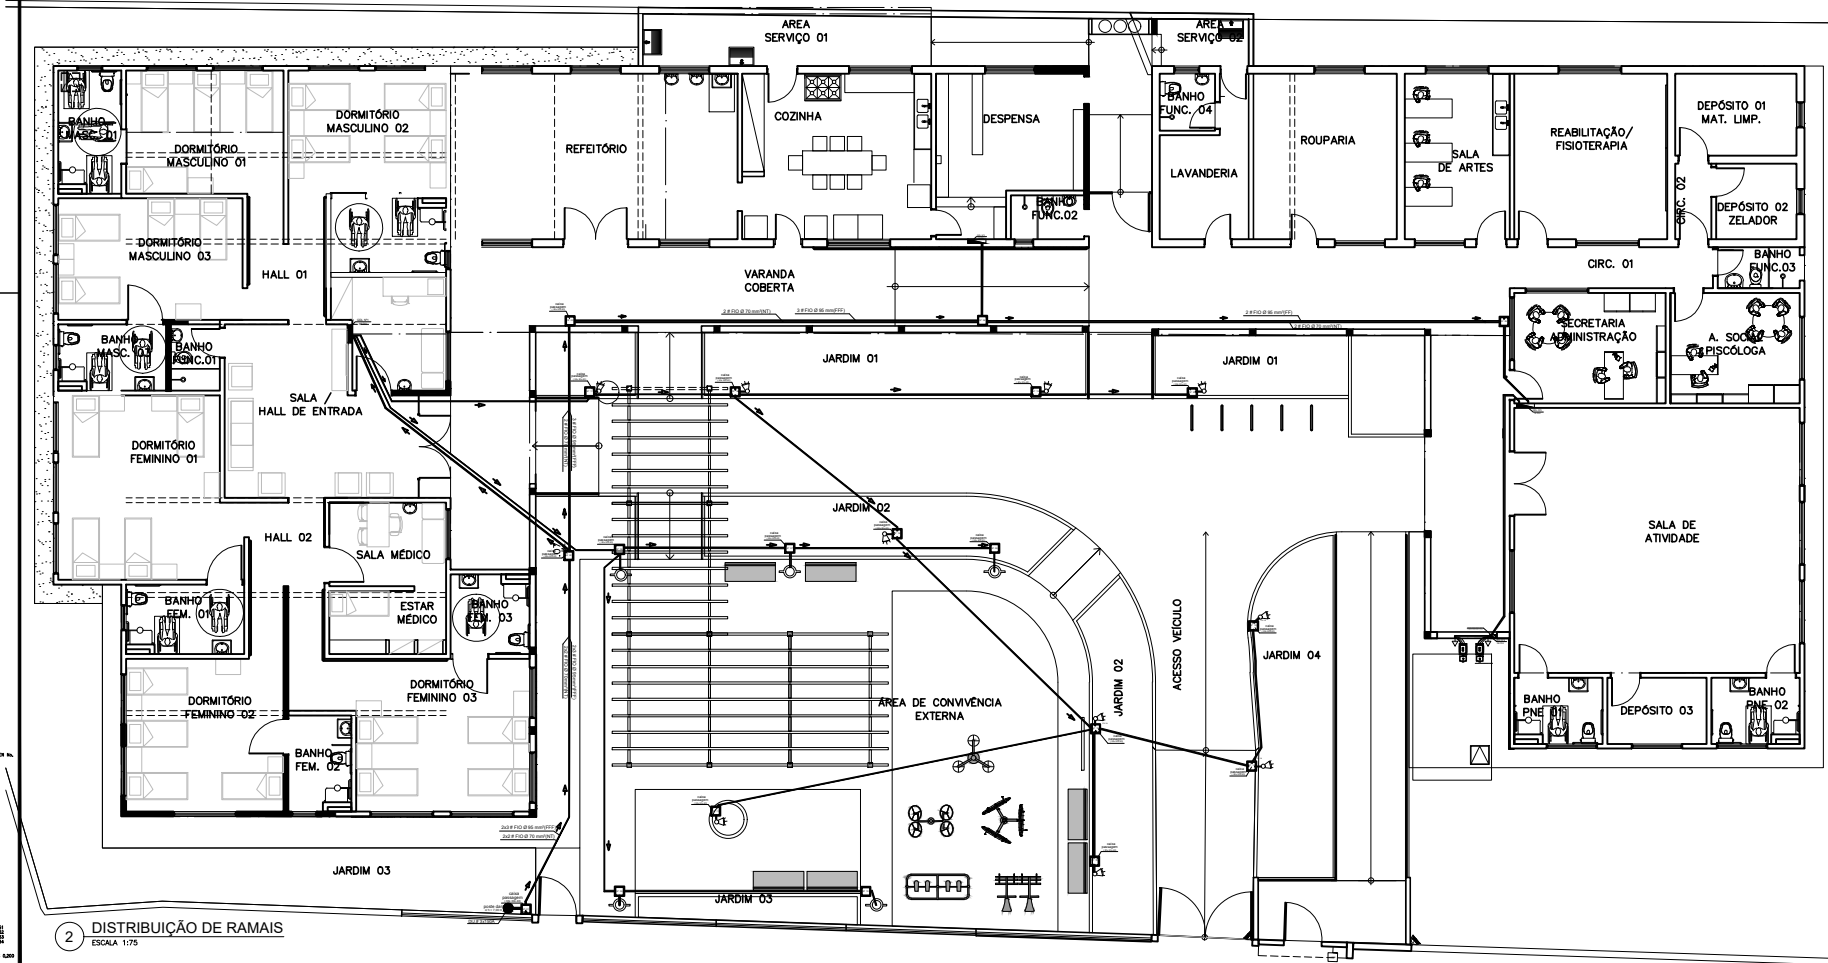 AREA
SERVIÇO 01
AREA
SERVIÇO 02
BANHO
MASC. 01
DORMITÓRIO
MASCULINO 01
DORMITÓRIO
MASCULINO 02
REFEITÓRIO
COZINHA
DESPENSA
BANHO
FUNC. 04
LAVANDERIA
ROUPARIA
SALA
DE ARTES
REABILITAÇÃO/
FISIOTERAPIA
DEPÓSITO 01
MAT. LIMP.
CIRC. 02
DEPÓSITO 02
ZELADOR
BANHO
FUNC.02
DORMITÓRIO
MASCULINO 03
HALL 01
VARANDA
COBERTA
CIRC. 01
BANHO
FUNC.03
BANHO
MASC. 03
BANHO
FUNC.01
JARDIM 01
JARDIM 01
SECRETARIA
ADMINISTRAÇÃO
A. SOCIAL
PISCÓLOGA
SALA /
HALL DE ENTRADA
DORMITÓRIO
FEMININO 01
HALL 02
SALA MÉDICO
JARDIM 02
SALA DE
ATIVIDADE
BANHO
FEM. 01
ESTAR
MÉDICO
BANHO
FEM. 03
ACESSO VEÍCULO
JARDIM 04
JARDIM 02
DORMITÓRIO
FEMININO 02
DORMITÓRIO
FEMININO 03
ÁREA DE CONVIVÊNCIA
EXTERNA
BANHO
PNE 01
DEPÓSITO 03
BANHO
PNE 02
BANHO
FEM. 02
JARDIM 03
JARDIM 03
2 DISTRIBUIÇÃO DE RAMAIS
ESCALA 1:75